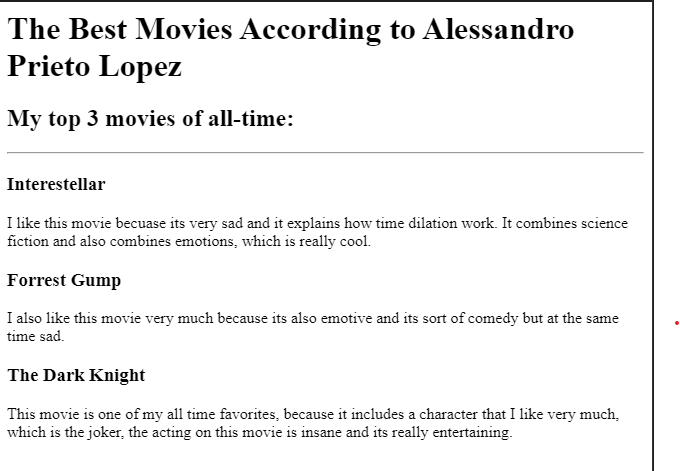 The Best Movies According to Alessandro
Prieto Lopez
My top 3 movies of all-time:
Interestellar
I like this movie becuase its very sad and it explains how time dilation work. It combines science
fiction and also combines emotions, which is really cool.
Forrest Gump
I also like this movie very much because its also emotive and its sort of comedy but at the same
time sad.
The Dark Knight
This movie is one of my all time favorites, because it includes a character that I like very much,
which is the joker, the acting on this movie is insane and its really entertaining.